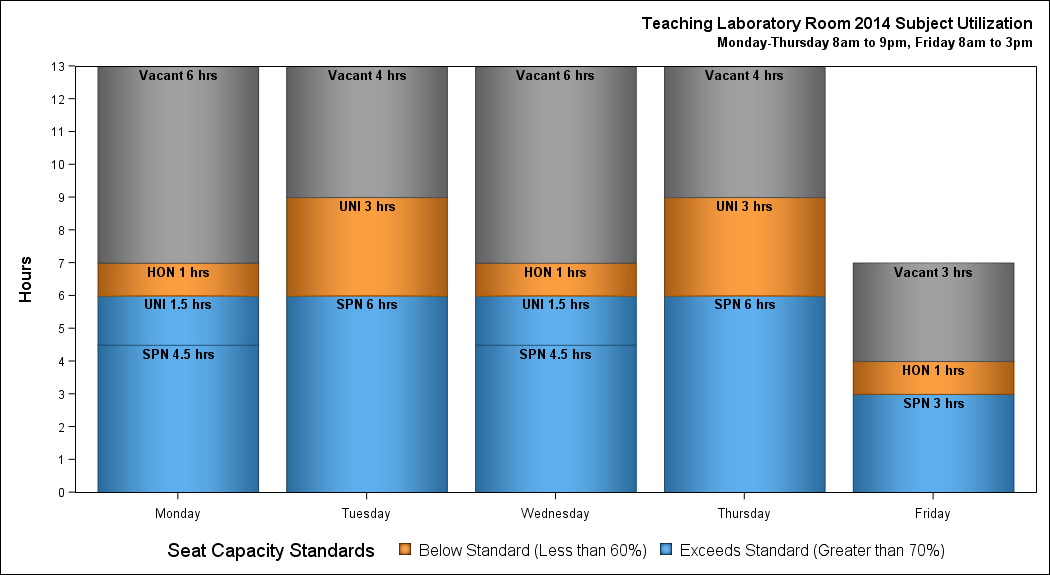 Teaching Laboratory Room 2014 Subject Utilization
Monday-Thursday 8am to 9pm, Friday 8am to 3pm
Hours
13
12
11
10
9
8
7
6
5
4
3
2
1
0
Vacant 6 hrs
HON 1 hrs
UNI 1.5 hrs
SPN 4.5 hrs
Vacant 4 hrs
UNI 3 hrs
SPN 6 hrs
Vacant 6 hrs
HON 1 hrs
UNI 1.5 hrs
SPN 4.5 hrs
Vacant 4 hrs
UNI 3 hrs
SPN 6 hrs
Vacant 3 hrs
HON 1 hrs
SPN 3 hrs
Monday Tuesday Wednesday Thursday Friday
Seat Capacity Standards Below Standard (Less than 60%) Exceeds Standard (Greater than 70%)